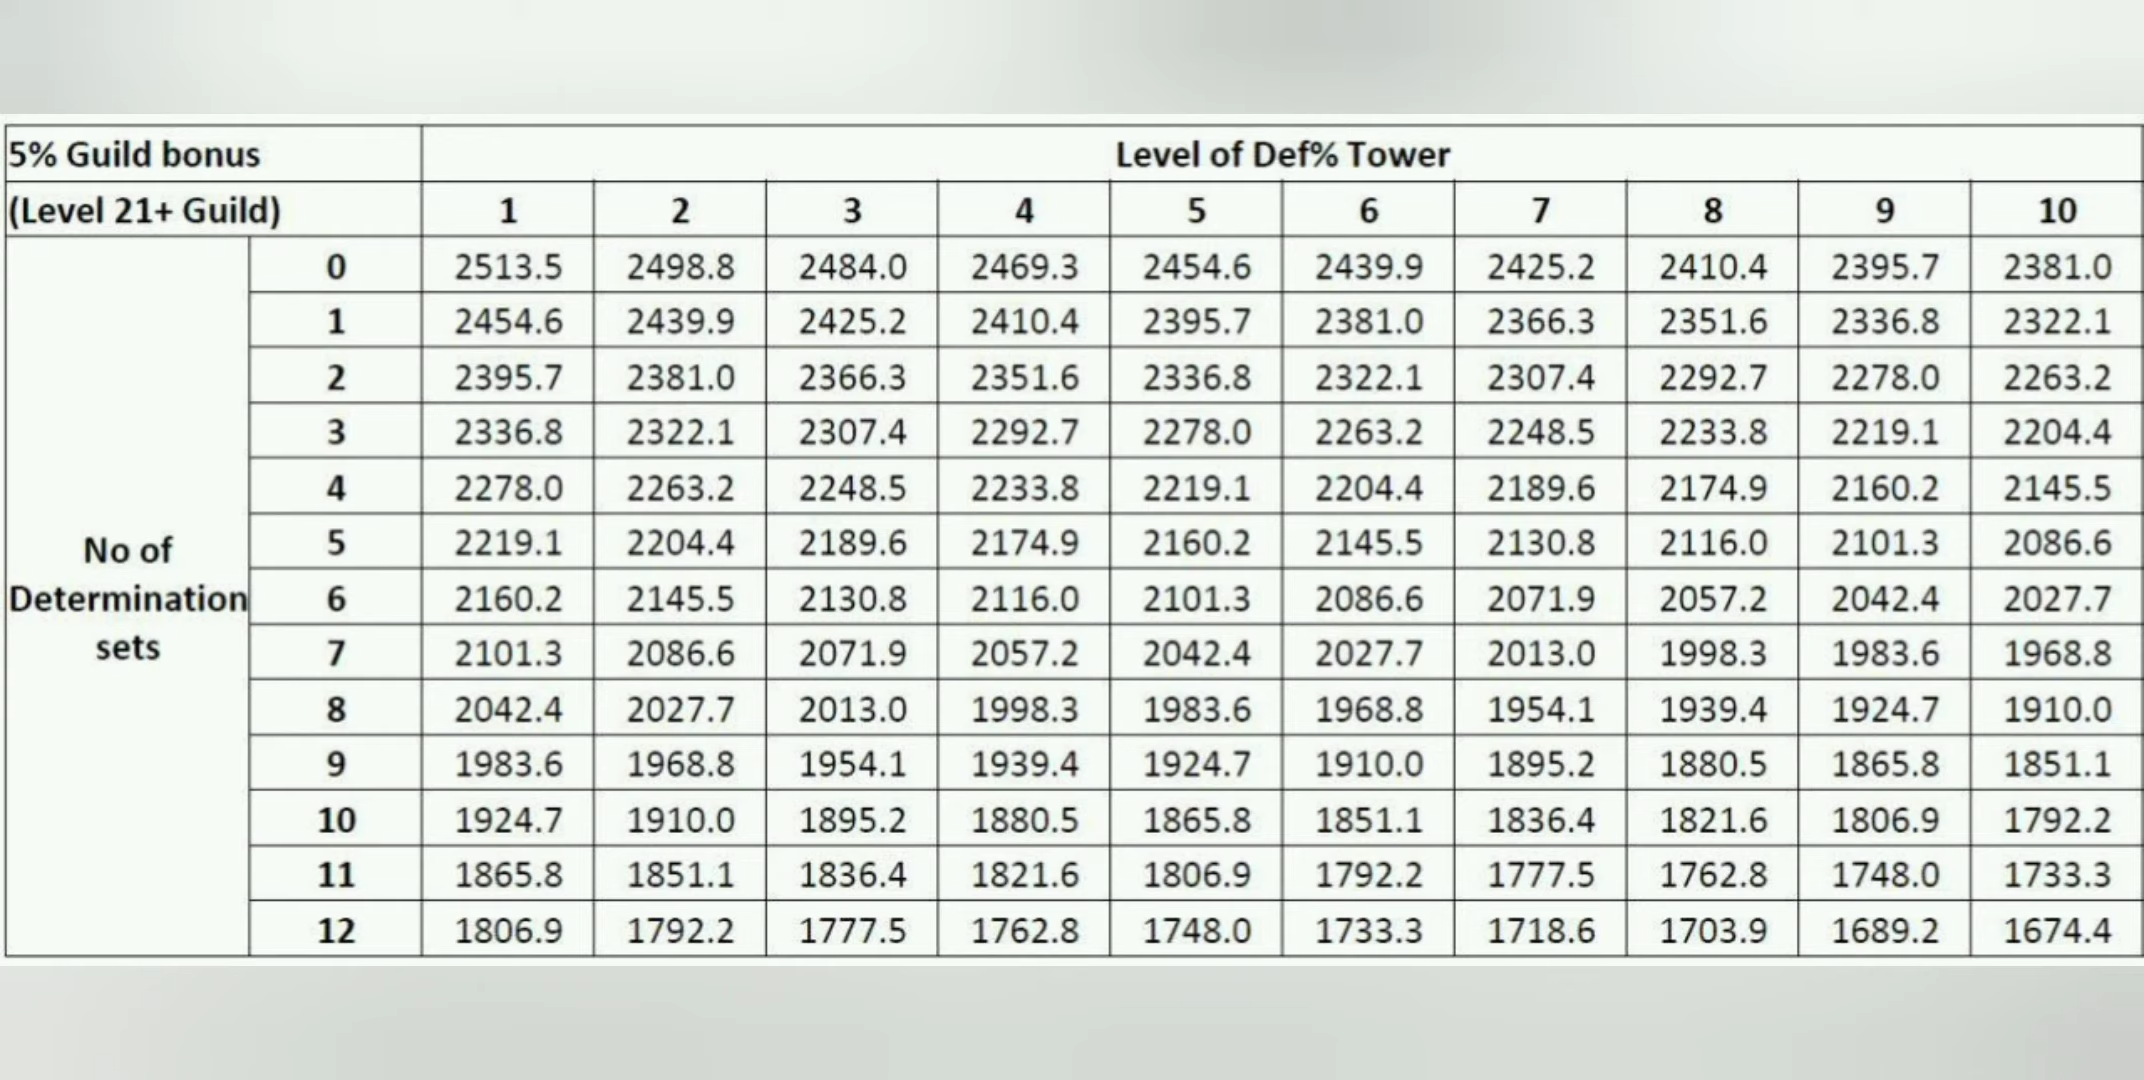 5% Guild bonus Level of Def% Tower
(Level 21+ Guild) 1 2 3 4 5 6 7 8 9 10
0 2513.5 2498.8 2484.0 2469.3 2454.6 2439.9 2425.2 2410.4 2395.7 2381.0
1 2454.6 2439.9 2425.2 2410.4 2395.7 2381.0 2366.3 2351.6 2336.8 2322.1
2 2395.7 2381.0 2366.3 2351.6 2336.8 2322.1 2307.4 2292.7 2278.0 2263.2
3 2336.8 2322.1 2307.4 2292.7 2278.0 2263.2 2248.5 2233.8 2219.1 2204.4
4 2278.0 2263.2 2248.5 2233.8 2219.1 2204.4 2189.6 2174.9 2160.2 2145.5
No of
5 2219.1 2204.4 2189.6 2174.9 2160.2 2145.5 2130.8 2116.0 2101.3 2086.6
Determination
6 2160.2 2145.5 2130.8 2116.0 2101.3 2086.6 2071.9 2057.2 2042.4 2027.7
sets
7 2101.3 2086.6 2071.9 2057.2 2042.4 2027.7 2013.0 1998.3 1983.6 1968.8
8 2042.4 2027.7 2013.0 1998.3 1983.6 1968.8 1954.1 1939.4 1924.7 1910.0
9 1983.6 1968.8 1954.1 1939.4 1924.7 1910.0 1895.2 1880.5 1865.8 1851.1
10 1924.7 1910.0 1895.2 1880.5 1865.8 1851.1 1836.4 1821.6 1806.9 1792.2
11 1865.8 1851.1 1836.4 1821.6 1806.9 1792.2 1777.5 1762.8 1748.0 1733.3
12 1806.9 1792.2 1777.5 1762.8 1748.0 1733.3 1718.6 1703.9 1689.2 1674.4